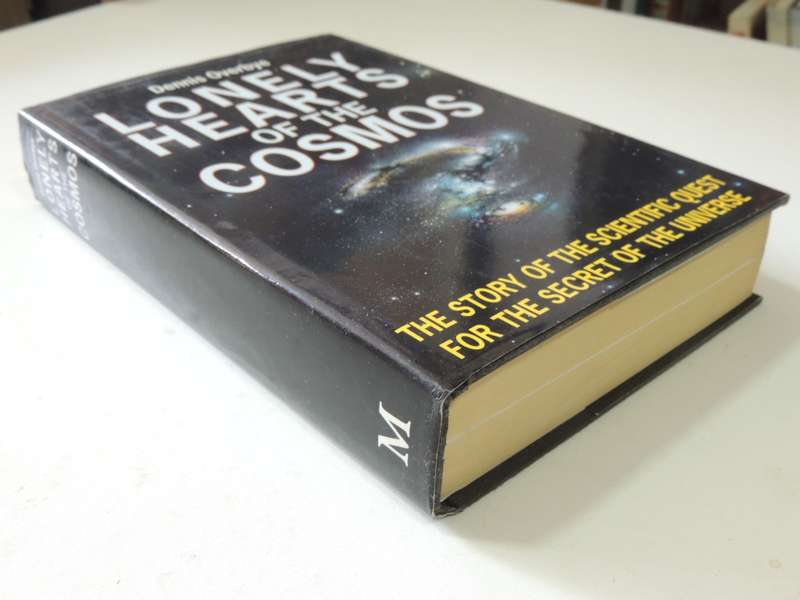 Dennis Overbye
LONELY
HEARTS
OF THE
COSMOS
THE STORY OF THE SCIENTIFIC QUEST
FOR THE SECRET OF THE UNIVERSE
LONELY
HEARTS
OF THE
COSMOS
M